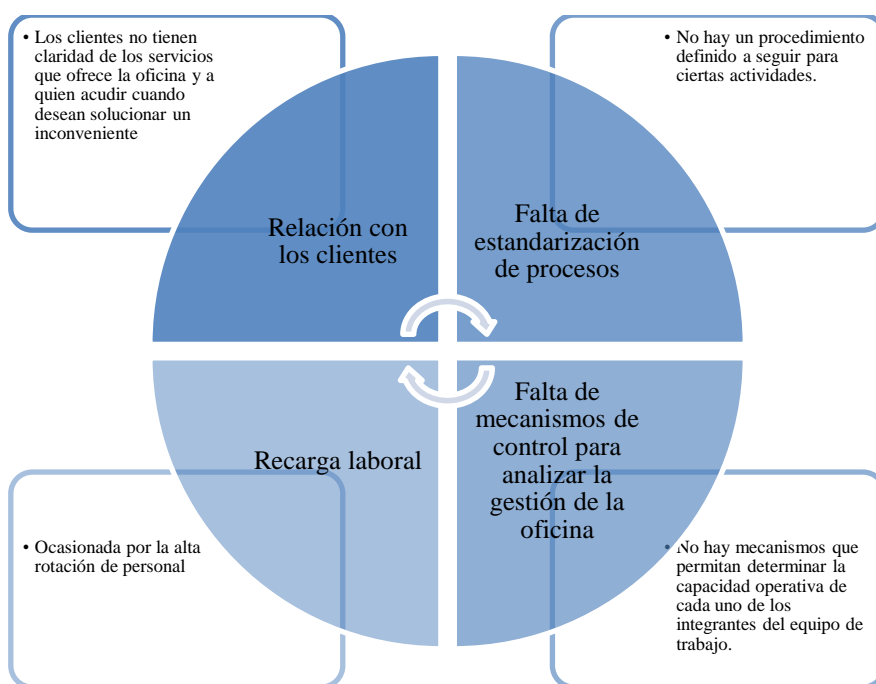 • Los clientes no tienen
claridad de los servicios
que ofrece la oficina y a
quien acudir cuando
desean solucionar un
inconveniente
• No hay un procedimiento
definido a seguir para
ciertas actividades.
Relación con
los clientes
Falta de
estandarización
de procesos
Recarga laboral
Falta de
mecanismos de
control para
analizar la
gestión de la
oficina
• Ocasionada por la alta
rotación de personal
• No hay mecanismos que
permitan determinar la
capacidad operativa de
cada uno de los
integrantes del equipo de
trabajo.